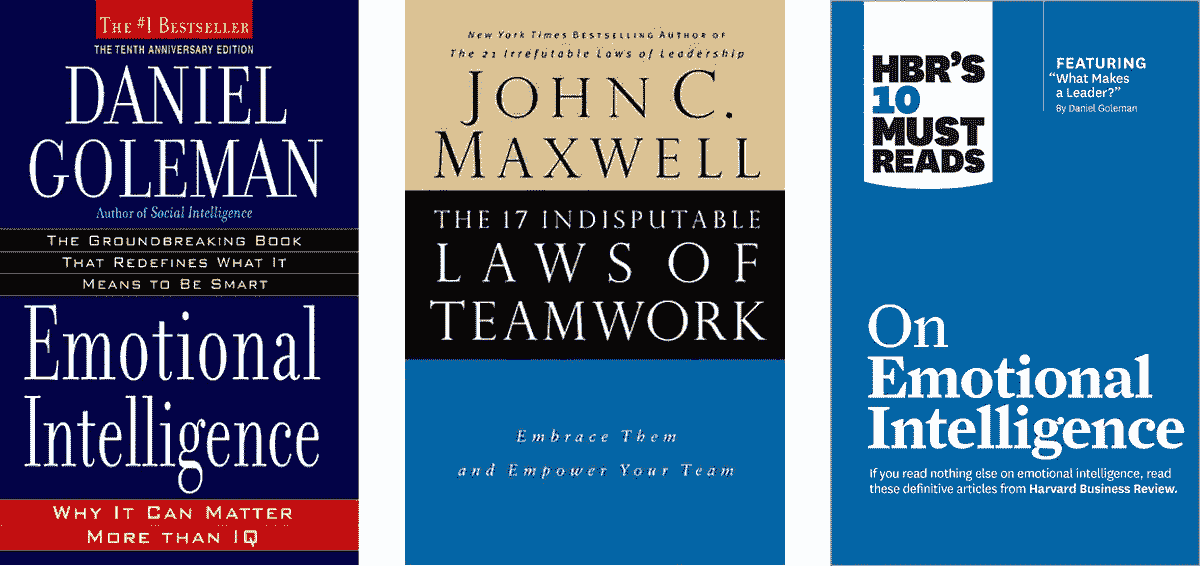 The #1 Bestseller
THE TENTH ANNIVERSARY EDITION
DANIEL
GOLEMAN
Author of Social Intelligence
The Groundbreaking Book
That Redefines What It
Means to Be Smart
Emotional
Intelligence
Why It Can Matter
More than IQ
New York Times Bestselling Author of
The 21 Irrefutable Laws of Leadership
John C.
Maxwell
THE 17 INDISPUTABLE
LAWS OF
TEAMWORK
Embrace Them
and Empower Your Team
HBR'S
10
MUST
READS
FEATURING
“What Makes
a Leader?”
By Daniel Goleman
On
Emotional
Intelligence
If you read nothing else on emotional intelligence, read
these definitive articles from Harvard Business Review.